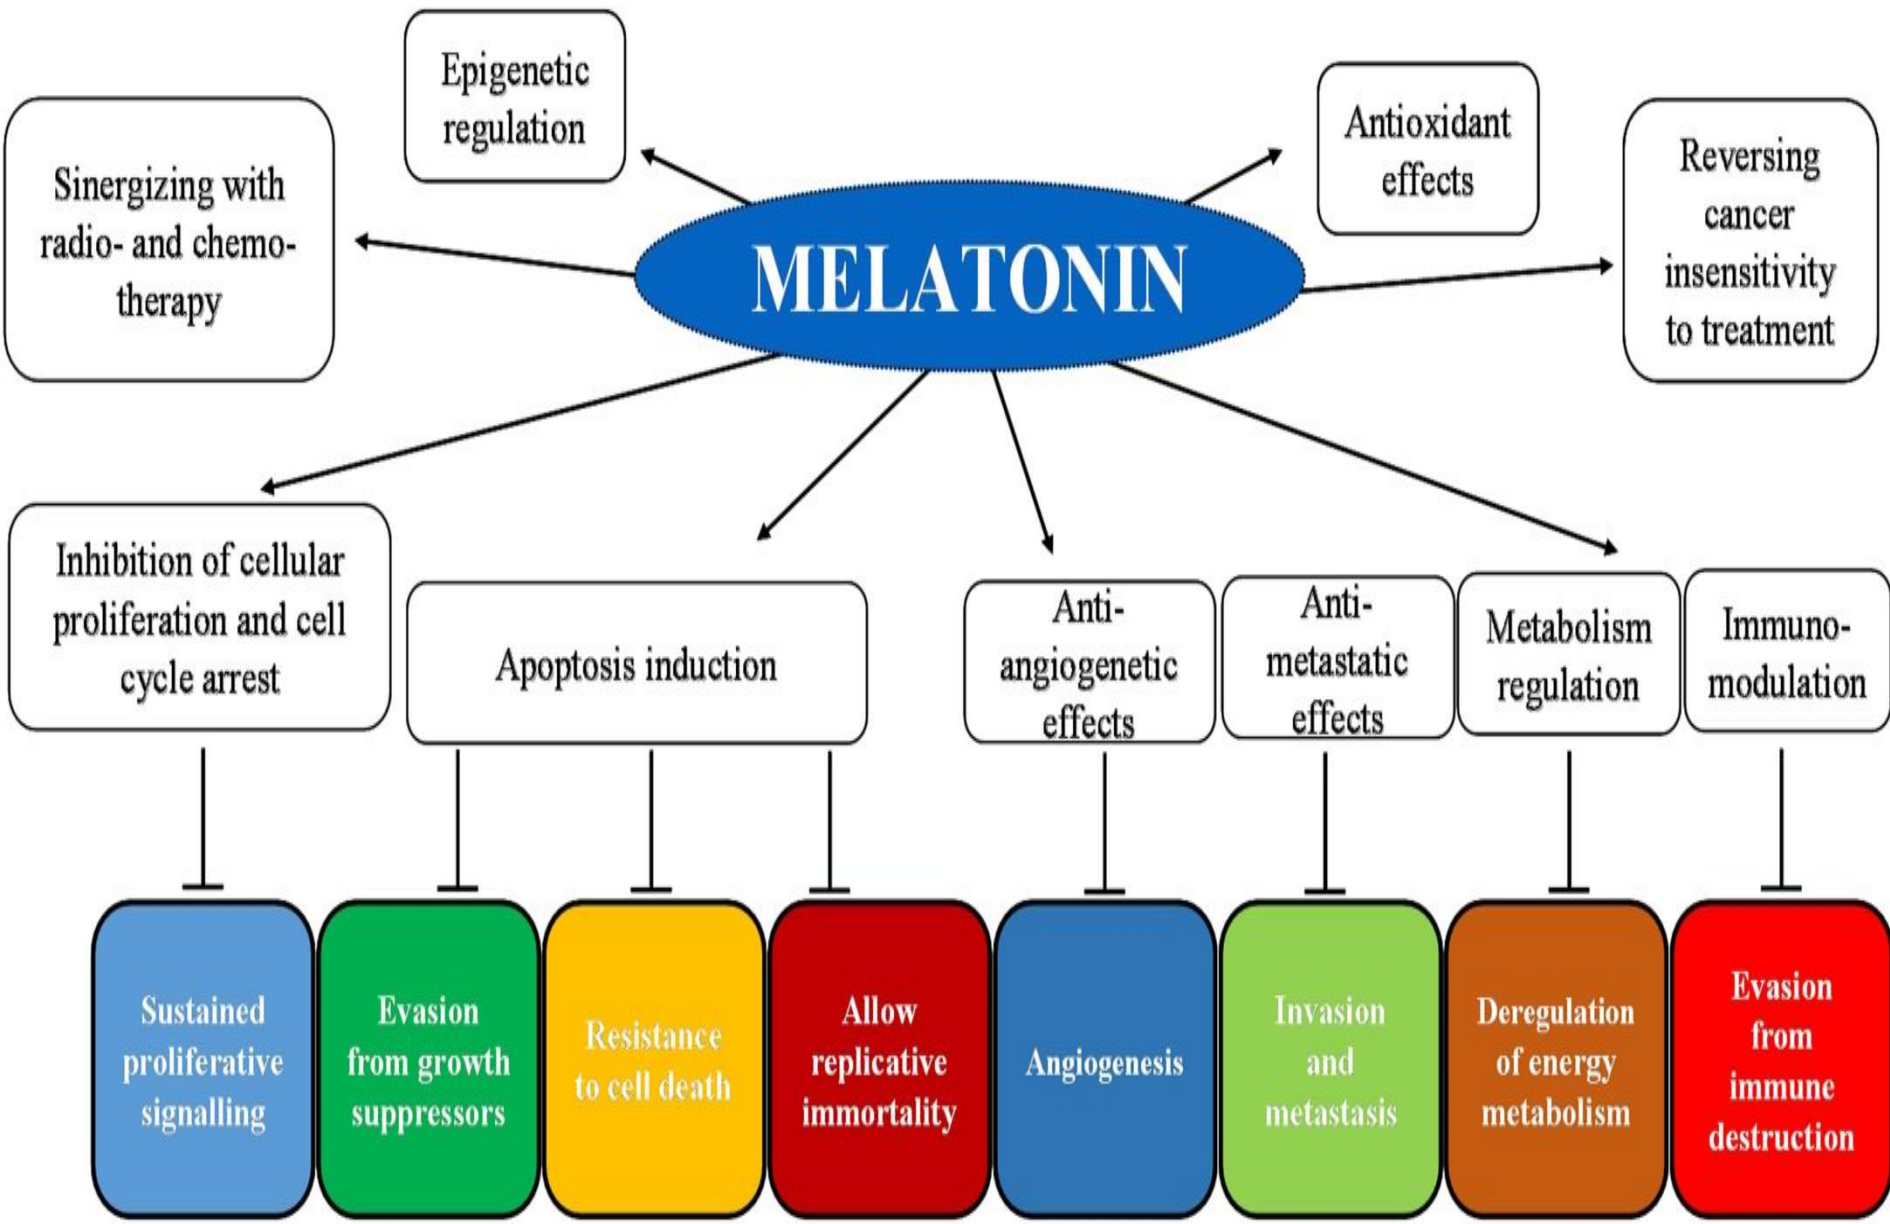 Epigenetic
regulation
Antioxidant
effects
Sinergizing with
radio- and chemo-
therapy
MELATONIN
Reversing
cancer
insensitivity
to treatment
Inhibition of cellular
proliferation and cell
cycle arrest
Apoptosis induction
Anti-
angiogenetic
effects
Anti-
metastatic
effects
Metabolism
regulation
Immuno-
modulation
Sustained
proliferative
signalling
Evasion
from growth
suppressors
Resistance
to cell death
Allow
replicative
immortality
Angiogenesis
Invasion
and
metastasis
Deregulation
of energy
metabolism
Evasion
from
immune
destruction